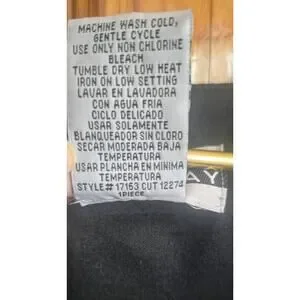 MACHINE WASH COLD,
GENTLE CYCLE
USE ONLY NON CHLORINE
BLEACH
TUMBLE DRY LOW HEAT
IRON ON LOW SETTING
LAVAR EN LAVADORA
CON AGUA FRIA
CICLO DELICADO
USAR SOLAMENTE
BLANQUEADOR SIN CLORO
SECAR MODERADA BAJA
TEMPERATURA
USAR PLANCHA EN MINIMA
TEMPERATURA
STYLE# 17153 CUT 12274
1PIECE
AY